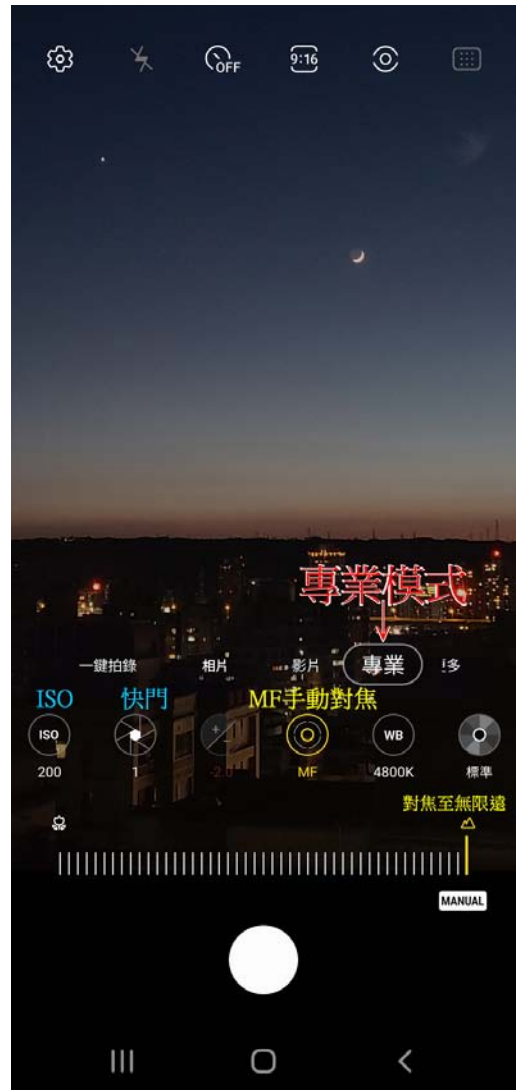 OFF
9:16
專業模式
一鍵拍錄 相片 影片 專業 更多
ISO 快門 MF手動對焦
ISO WB
200 1 -2.0 MF 4800K 標準
對焦至無限遠
MANUAL